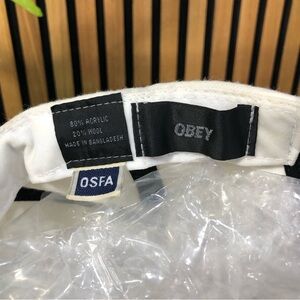 80% ACRYLIC
20% WOOL
MADE IN BANGLADESH
OBEY
OSFA